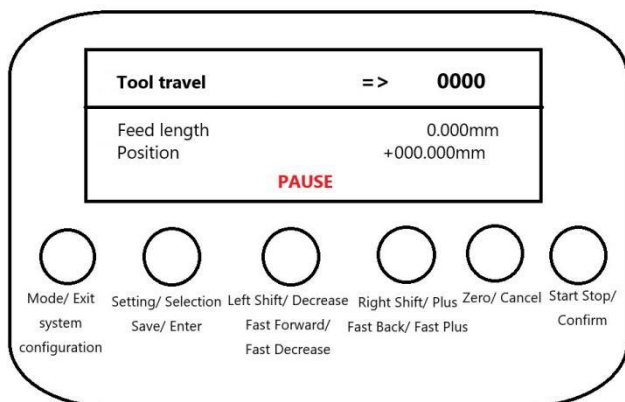 Tool travel => 0000
Feed length 0.000mm
Position +000.000mm
PAUSE
Mode/ Exit
system
configuration
Setting/ Selection
Save/ Enter
Left Shift/ Decrease
Fast Forward/
Fast Decrease
Right Shift/ Plus
Fast Back/ Fast Plus
Zero/ Cancel
Start Stop/
Confirm